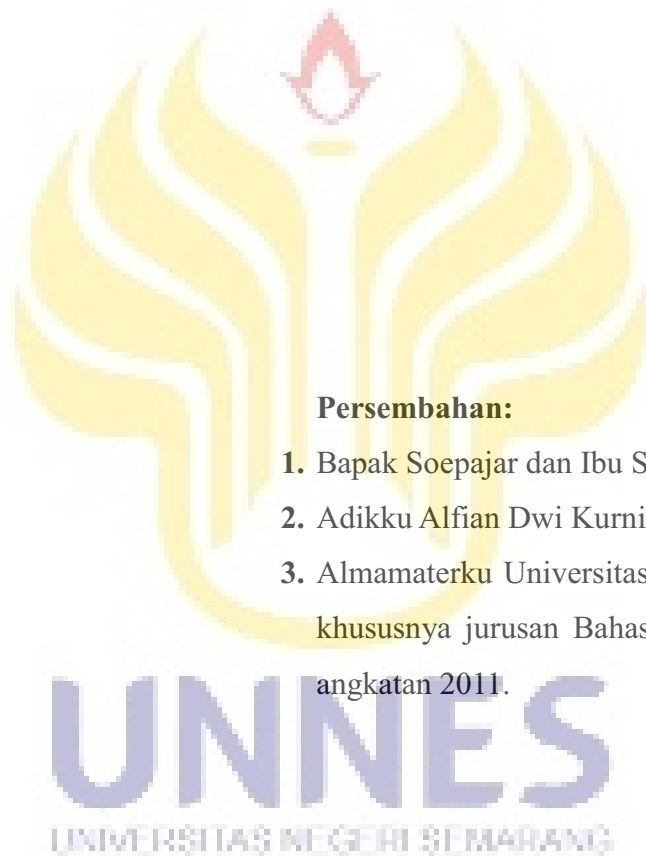 Persembahan:
1. Bapak Soepajar dan Ibu S
2. Adikku Alfian Dwi Kurni
3. Almamaterku Universitas
khususnya jurusan Bahas
angkatan 2011.
UNNES
UNIVERSITAS NEGERI SEMARANG